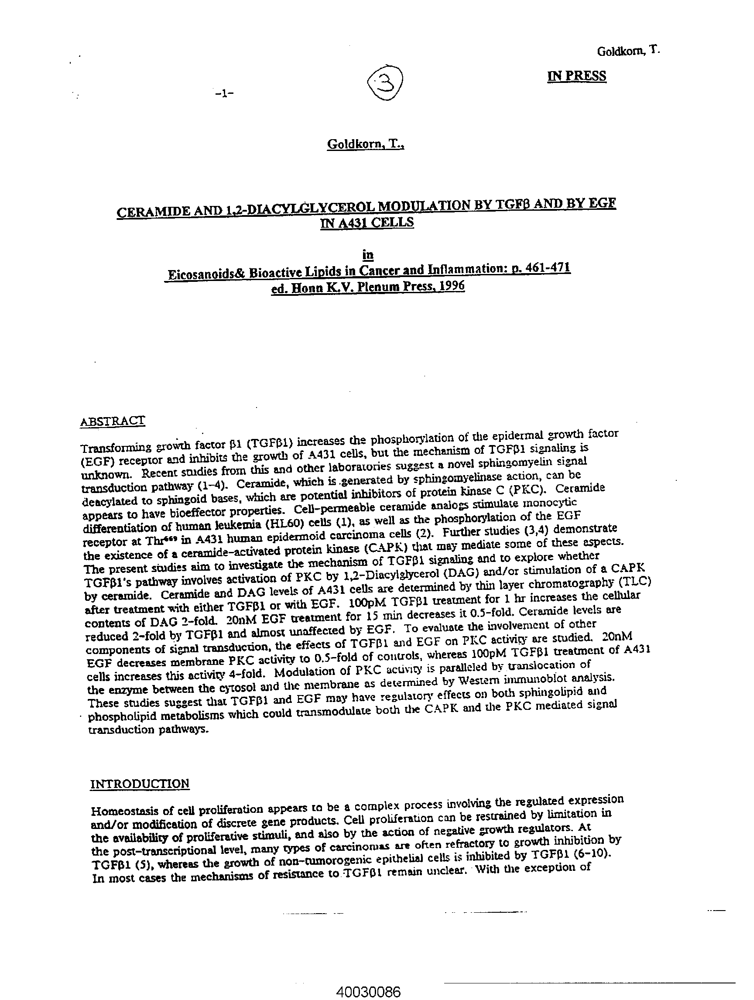 Goldkorn, T.
IN PRESS
-1-
3
Goldkorn, T.,
CERAMIDE AND 1,2-DIACYLGLYCEROL MODULATION BY TGFβ AND BY EGF
IN A431 CELLS
in
Eicosanoids& Bioactive Lipids in Cancer and Inflammation: p. 461-471
ed. Honn K.V. Plenum Press, 1996
ABSTRACT
Transforming growth factor β1 (TGFβ1) increases the phosphorylation of the epidermal growth factor
(EGF) receptor and inhibits the growth of A431 cells, but the mechanism of TGFβ1 signaling is
unknown. Recent studies from this and other laboratories suggest a novel sphingomyelin signal
transduction pathway (1-4). Ceramide, which is generated by sphingomyelinase action, can be
deacylated to sphingoid bases, which are potential inhibitors of protein kinase C (PKC). Ceramide
appears to have bioeffector properties. Cell-permeable ceramide analogs stimulate monocytic
differentiation of human leukemia (HL60) cells (1), as well as the phosphorylation of the EGF
receptor at Thr in A431 human epidermoid carcinoma cells (2). Further studies (3,4) demonstrate
the existence of a ceramide-activated protein kinase (CAPK) that may mediate some of these aspects.
The present studies aim to investigate the mechanism of TGFβ1 signaling and to explore whether
TGFβ1's pathway involves activation of PKC by 1,2-Diacylglycerol (DAG) and/or stimulation of a CAPK
by ceramide. Ceramide and DAG levels of A431 cells are determined by thin layer chromatography (TLC)
after treatment with either TGFβ1 or with EGF. 100pM TGFβ1 treatment for 1 hr increases the cellular
contents of DAG 2-fold. 20nM EGF treatment for 15 min decreases it 0.5-fold. Ceramide levels are
reduced 2-fold by TGFβ1 and almost unaffected by EGF. To evaluate the involvement of other
components of signal transduction, the effects of TGFβ1 and EGF on PKC activity are studied. 20nM
EGF decreases membrane PKC activity to 0.5-fold of controls, whereas 100pM TGFβ1 treatment of A431
cells increases this activity 4-fold. Modulation of PKC activity is paralleled by translocation of
the enzyme between the cytosol and the membrane as determined by Western immunoblot analysis.
These studies suggest that TGFβ1 and EGF may have regulatory effects on both sphingolipid and
phospholipid metabolisms which could transmodulate both the CAPK and the PKC mediated signal
transduction pathways.
INTRODUCTION
Homeostasis of cell proliferation appears to be a complex process involving the regulated expression
and/or modification of discrete gene products. Cell proliferation can be restrained by limitation in
the availability of proliferative stimuli, and also by the action of negative growth regulators. At
the post-transcriptional level, many types of carcinomas are often refractory to growth inhibition by
TGFβ1 (5), whereas the growth of non-tumorogenic epithelial cells is inhibited by TGFβ1 (6-10).
In most cases the mechanisms of resistance to TGFβ1 remain unclear. With the exception of
40030086